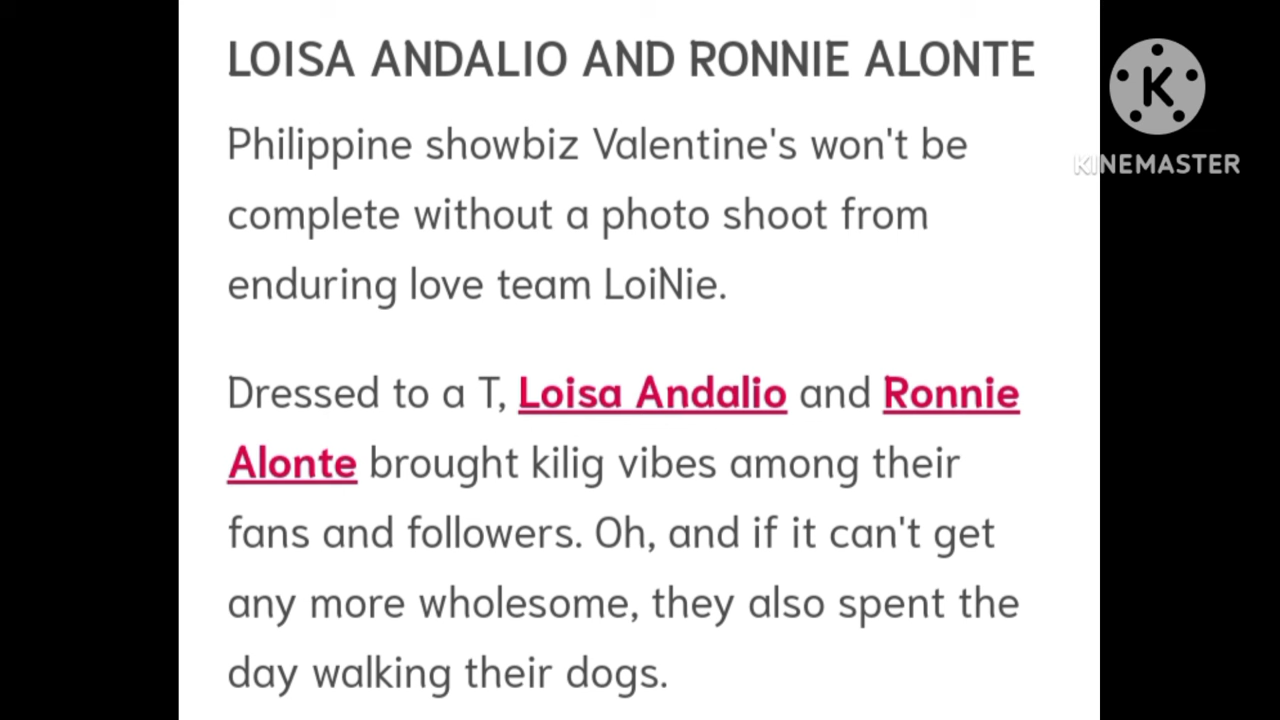 LOISA ANDALIO AND RONNIE ALONTE
Philippine showbiz Valentine's won't be
complete without a photo shoot from
enduring love team LoiNie.
Dressed to a T, Loisa Andalio and Ronnie
Alonte brought kilig vibes among their
fans and followers. Oh, and if it can't get
any more wholesome, they also spent the
day walking their dogs.
K
KINEMASTER